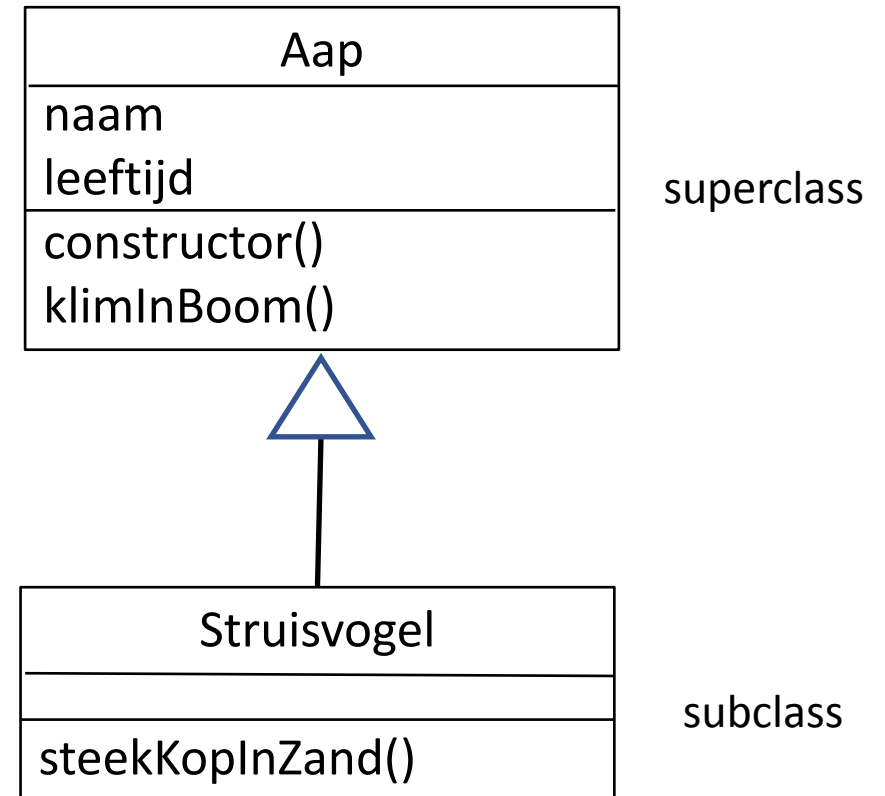 Aap
naam
leeftijd
superclass
constructor()
klimInBoom()
Struisvogel
subclass
steekKopInZand()